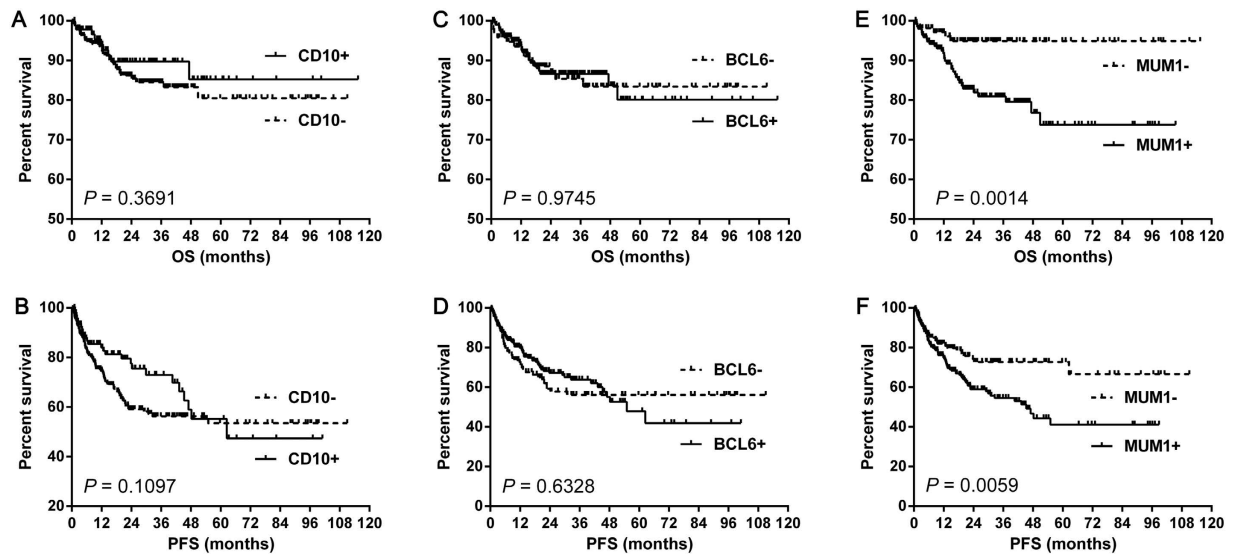 A
Percent survival
100
90
80
70
60
50
CD10+
CD10-
P = 0.3691
0 12 24 36 48 60 72 84 96 108 120
OS (months)
C
Percent survival
100
90
80
70
60
50
BCL6-
BCL6+
P = 0.9745
0 12 24 36 48 60 72 84 96 108 120
OS (months)
E
Percent survival
100
90
80
70
60
50
MUM1-
MUM1+
P = 0.0014
0 12 24 36 48 60 72 84 96 108 120
OS (months)
B
Percent survival
100
80
60
40
20
CD10-
CD10+
P = 0.1097
0 12 24 36 48 60 72 84 96 108 120
PFS (months)
D
Percent survival
100
80
60
40
20
0
BCL6-
BCL6+
P = 0.6328
0 12 24 36 48 60 72 84 96 108 120
PFS (months)
F
Percent survival
100
80
60
40
20
0
MUM1-
MUM1+
P = 0.0059
0 12 24 36 48 60 72 84 96 108 120
PFS (months)